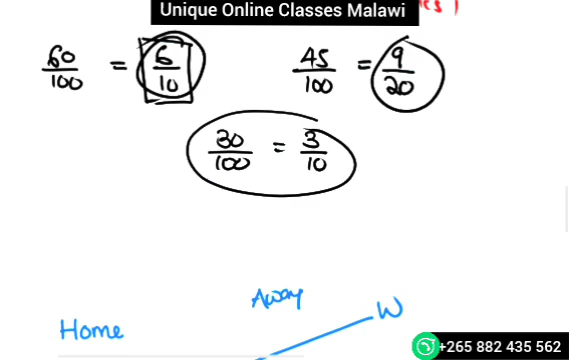 Unique Online Classes Malawi
60/100 = 6/10
45/100 = 9/20
30/100 = 3/10
Away
W
Home
+265 882 435 562